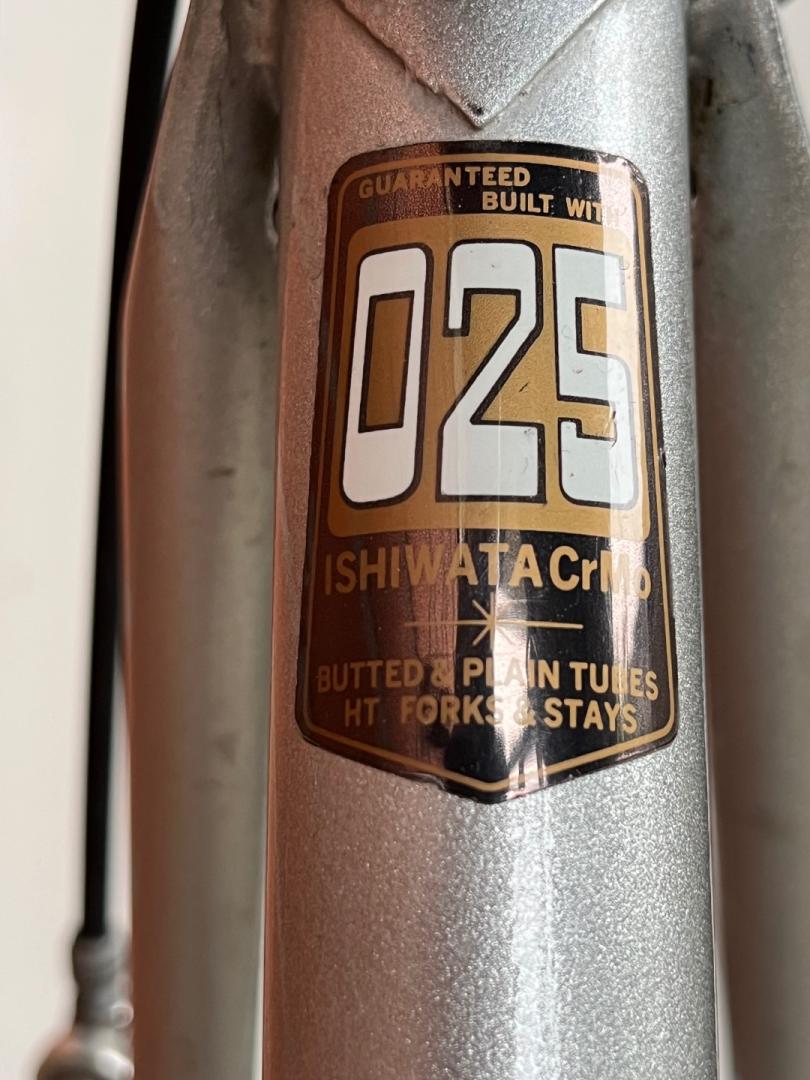 GUARANTEED
BUILT WITH
025
ISHIWATA CrMo
BUTTED & PLAIN TUBES
HT FORKS & STAYS